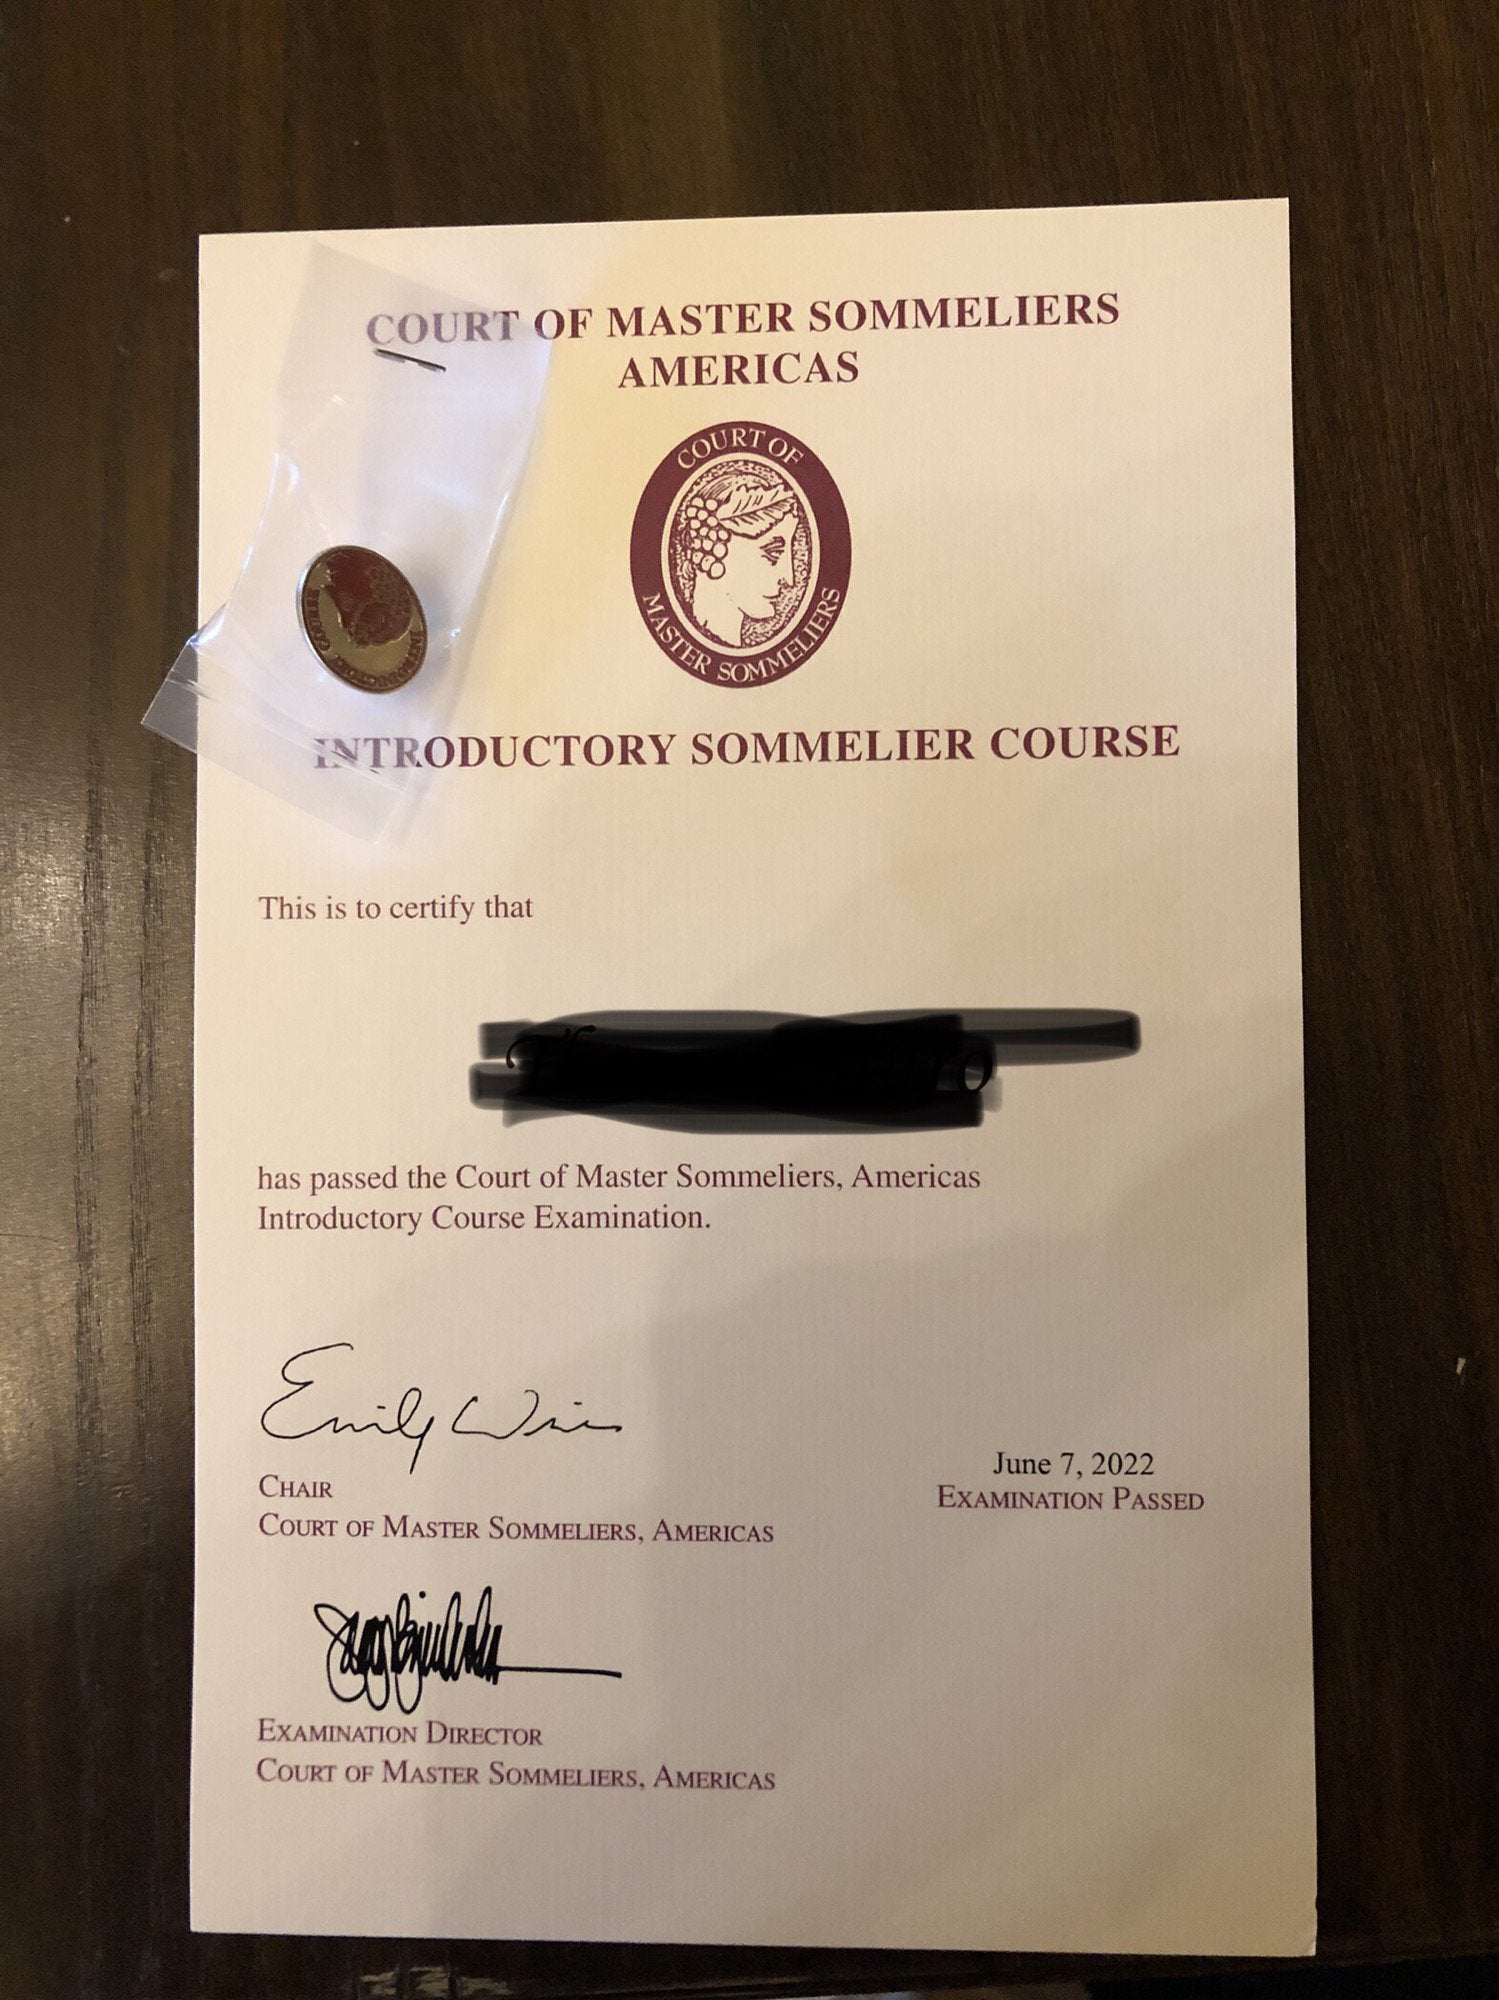 COURT OF MASTER SOMMELIERS
AMERICAS
COURT OF
MASTER SOMMELIERS
INTRODUCTORY SOMMELIER COURSE
This is to certify that
has passed the Court of Master Sommeliers, Americas
Introductory Course Examination.
Emily Wines
CHAIR
COURT OF MASTER SOMMELIERS, AMERICAS
June 7, 2022
EXAMINATION PASSED
EXAMINATION DIRECTOR
COURT OF MASTER SOMMELIERS, AMERICAS